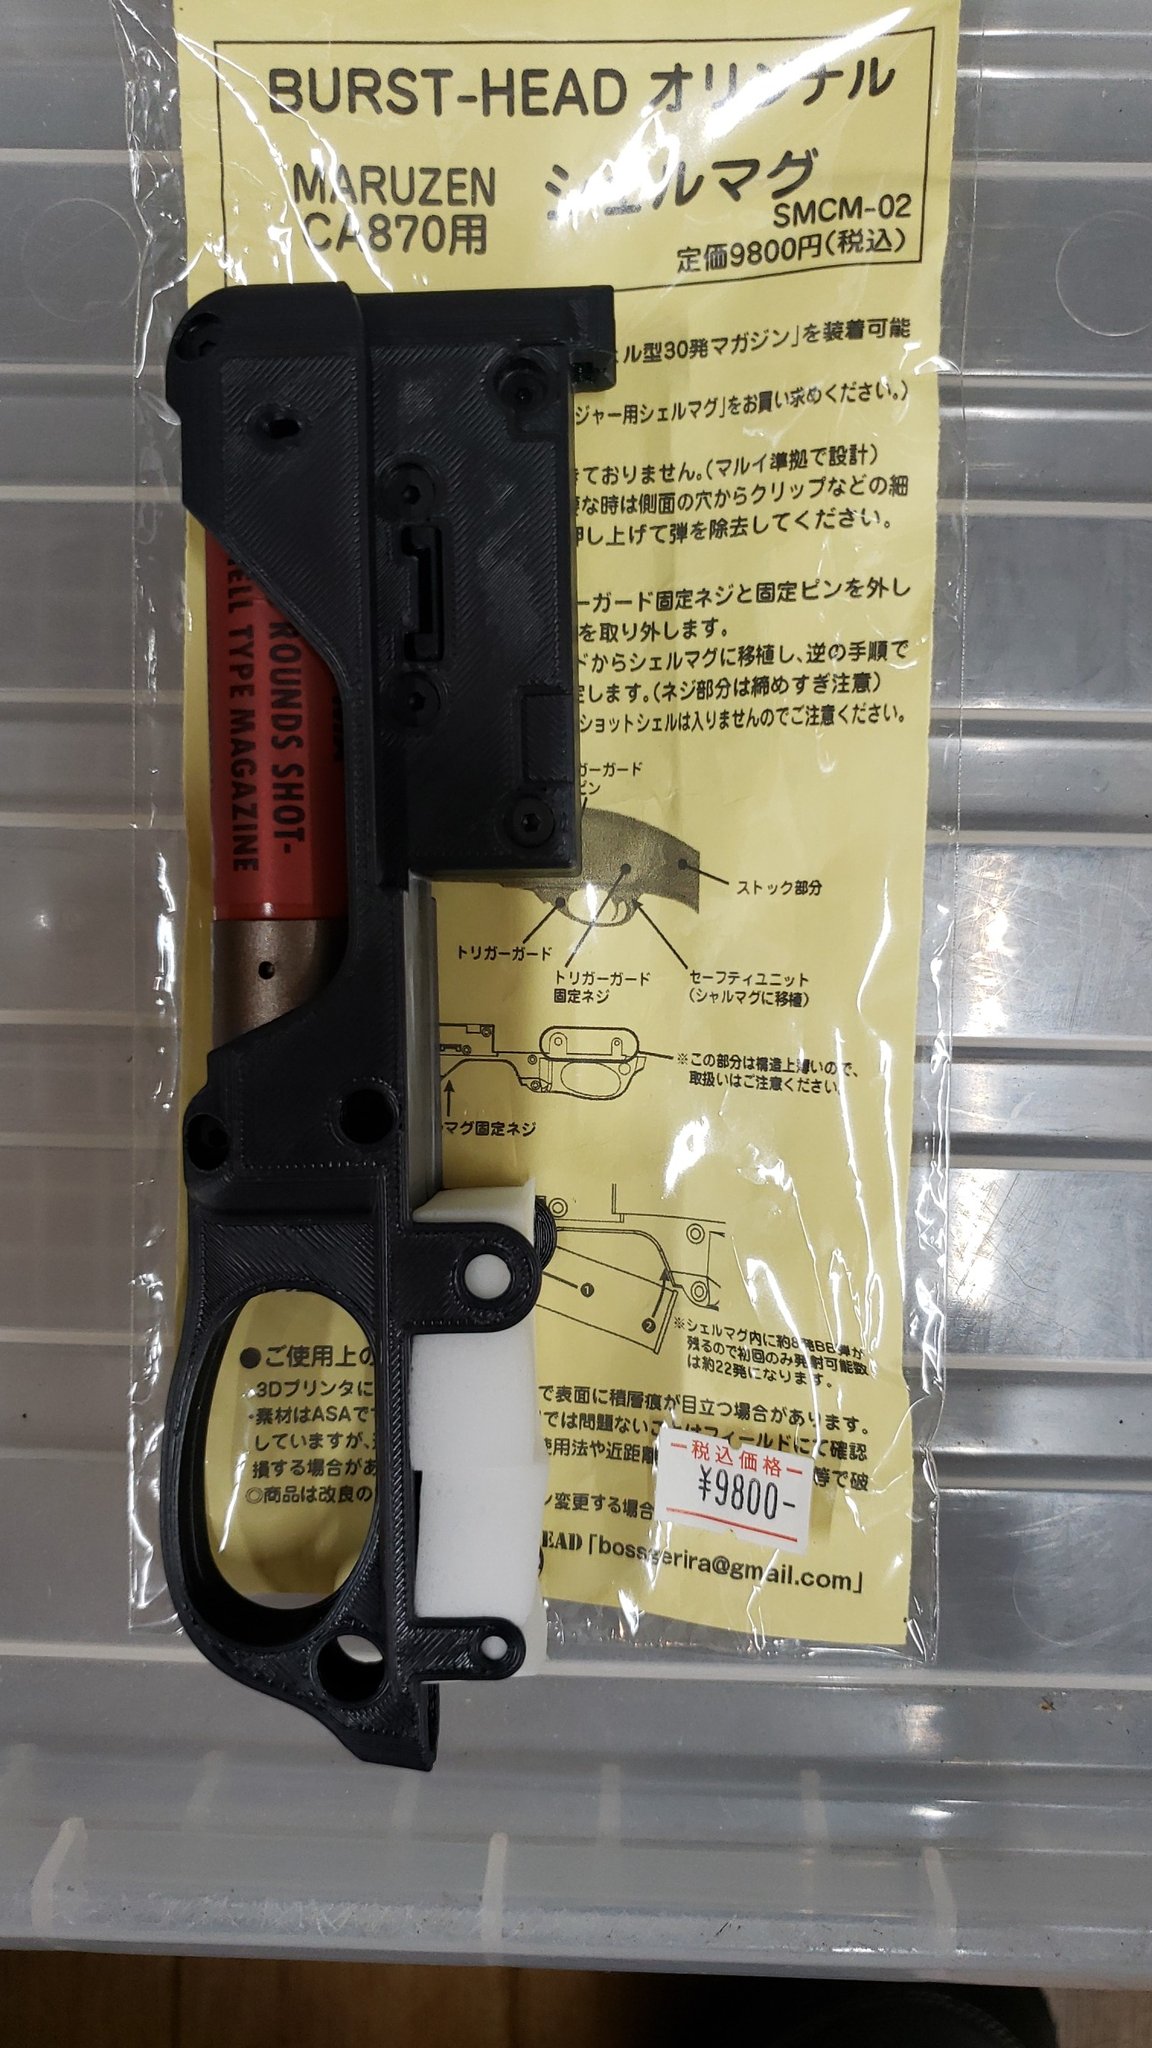 BURST-HEAD オリジナル
MARUZEN
CA870用
シェルマグ
SMCM-02
定価9800円(税込)
ル型30発マガジン」を装着可能
ジャー用シェルマグ」をお買い求めください。)
ておりません。(マルイ準拠で設計)
な時は側面の穴からクリップなどの細
押し上げて弾を除去してください。
ーガード固定ネジと固定ピンを外し
を取り外します。
ドからシェルマグに移植し、逆の手順で
定します。(ネジ部分は締めすぎ注意)
ショットシェルは入りませんのでご注意ください。
ROUNDS SHOT-
ELL TYPE MAGAZINE
ガーガード
ピン
ストック部分
トリガーガード
トリガーガード
固定ネジ
セーフティユニット
(シャルマグに移植)
※この部分は構造上薄いので、
取扱いはご注意ください。
マグ固定ネジ
❶
❷
※シェルマグ内に約8発BB弾が
残るので初回のみ発射可能数
は約22発になります。
●ご使用上の
・3Dプリンタに で表面に積層痕が目立つ場合があります。
・素材はASAで では問題ないことはフィールドにて確認
していますが、 使用法や近距離 等で破
損する場合があ
◎商品は改良の ン変更する場合
税込価格
¥9800-
EAD「bossgerira@gmail.com」